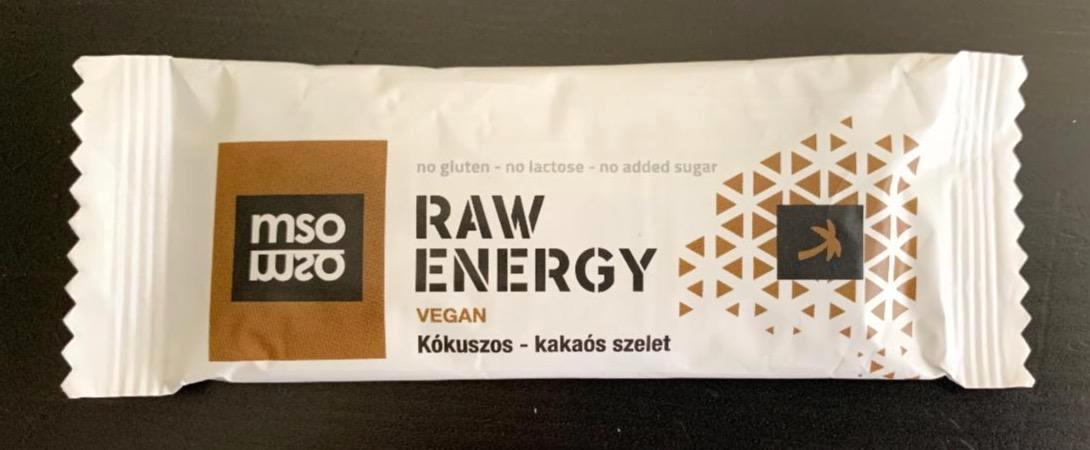 mso
mso
no gluten - no lactose - no added sugar
RAW
ENERGY
VEGAN
Kókuszos - kakaós szelet